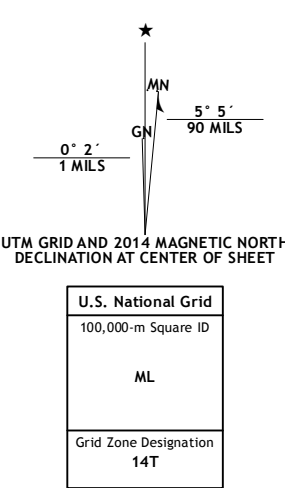 ★
MN
GN
5° 5´
90 MILS
0° 2´
1 MILS
UTM GRID AND 2014 MAGNETIC NORTH
DECLINATION AT CENTER OF SHEET
U.S. National Grid
100,000-m Square ID
ML
Grid Zone Designation
14T